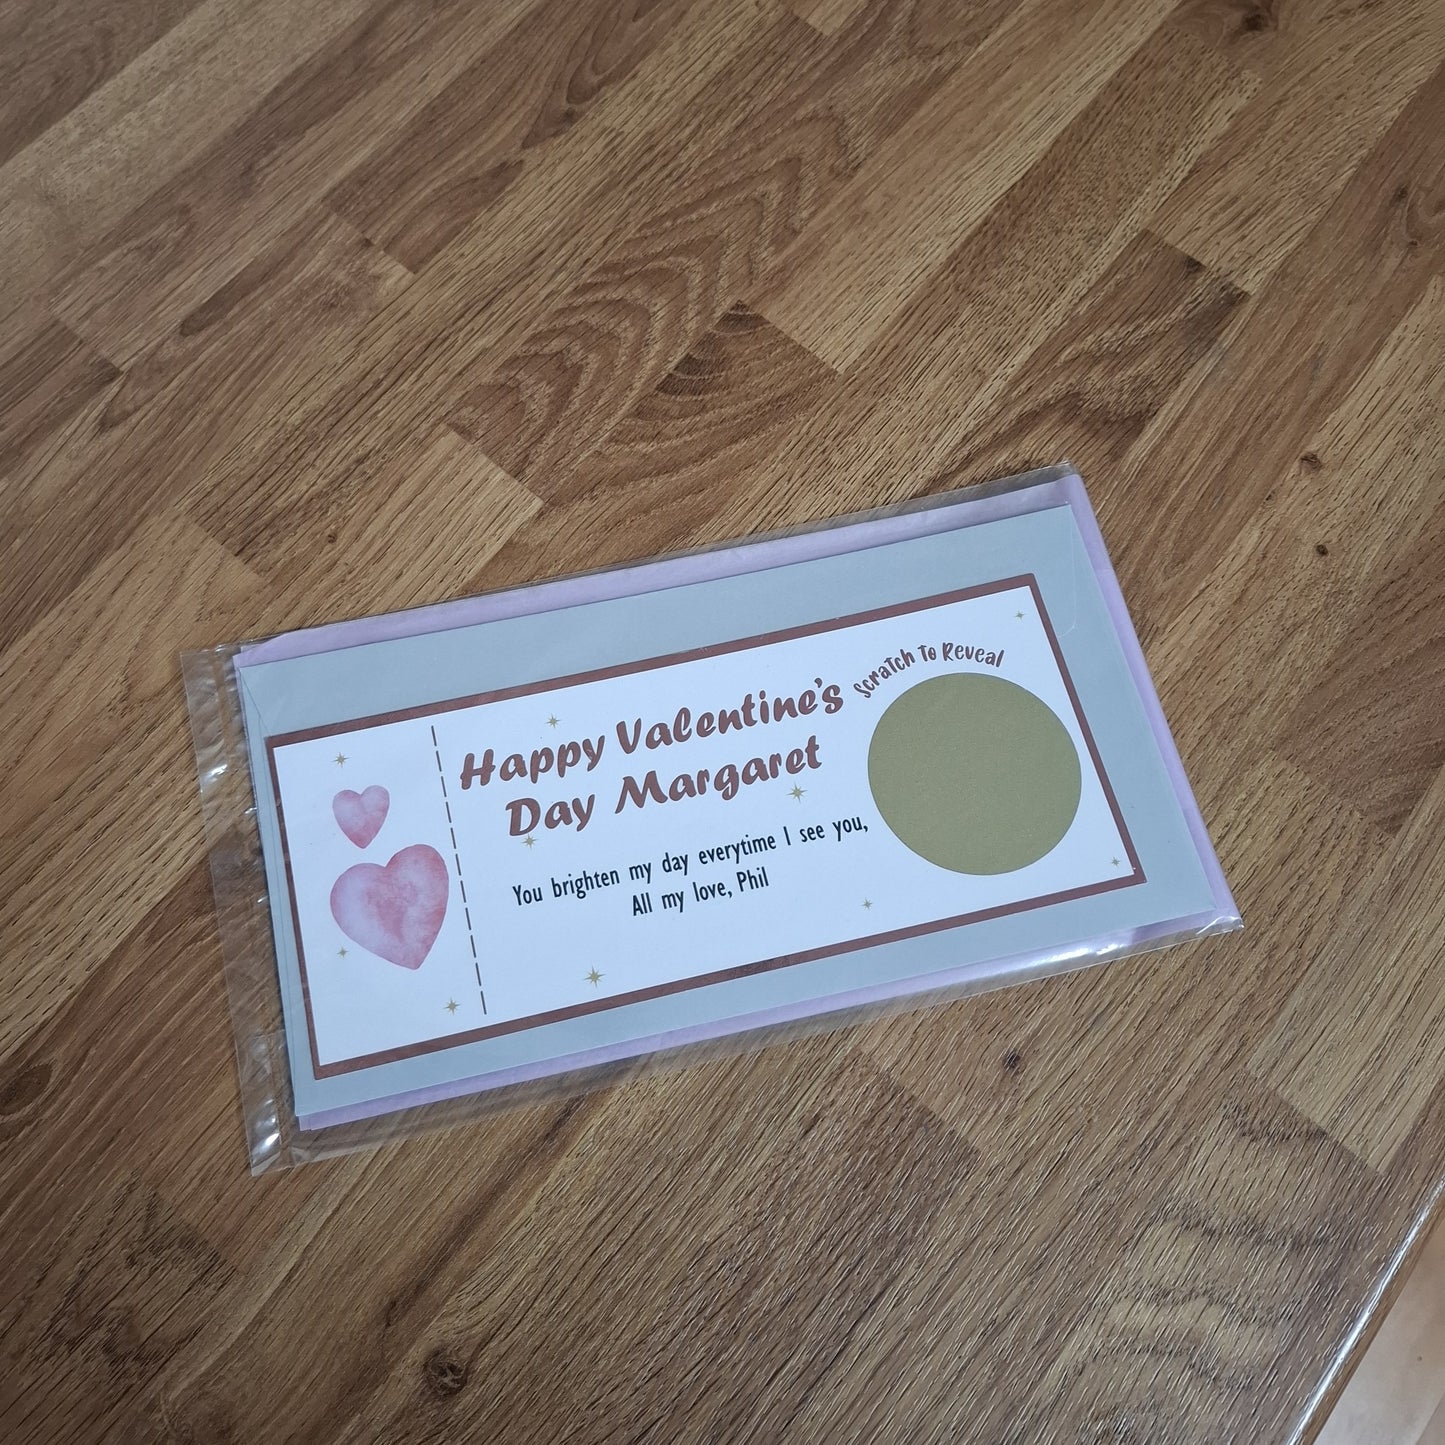 Happy Valentine's
Day Margaret
You brighten my day everytime I see you,
All my love, Phil
Scratch to Reveal